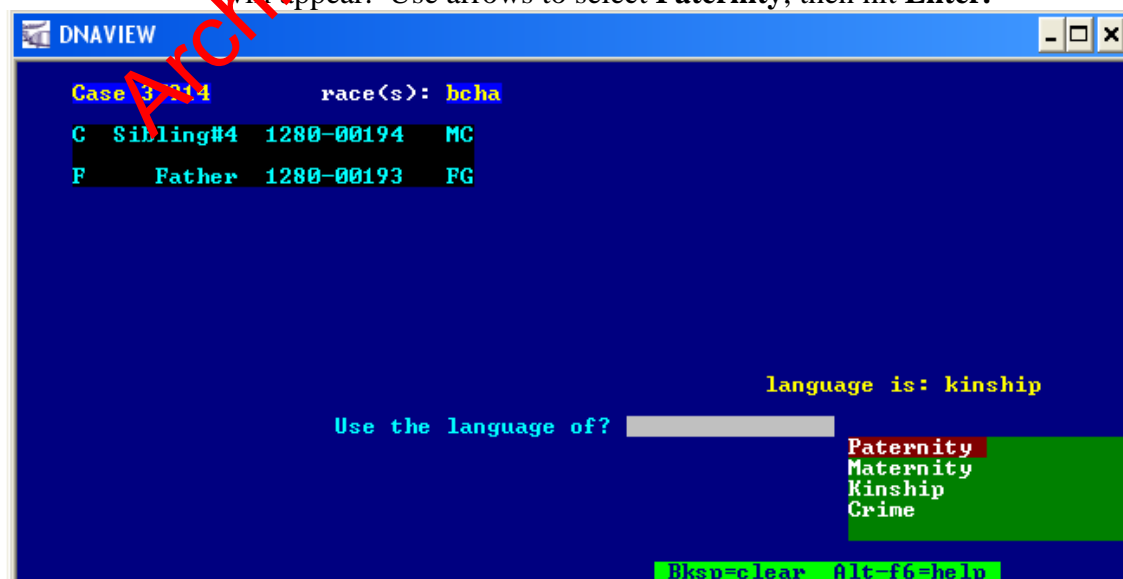 appear. Use arrows to select Paternity, then hit Enter.
DNAVIEW
Case race(s): bcha
C Sibling#4 1280-00194 MC
F Father 1280-00193 FG
language is: kinship
Use the language of?
Paternity
Maternity
Kinship
Crime
Bksp=clear Alt-f6=help
Arch